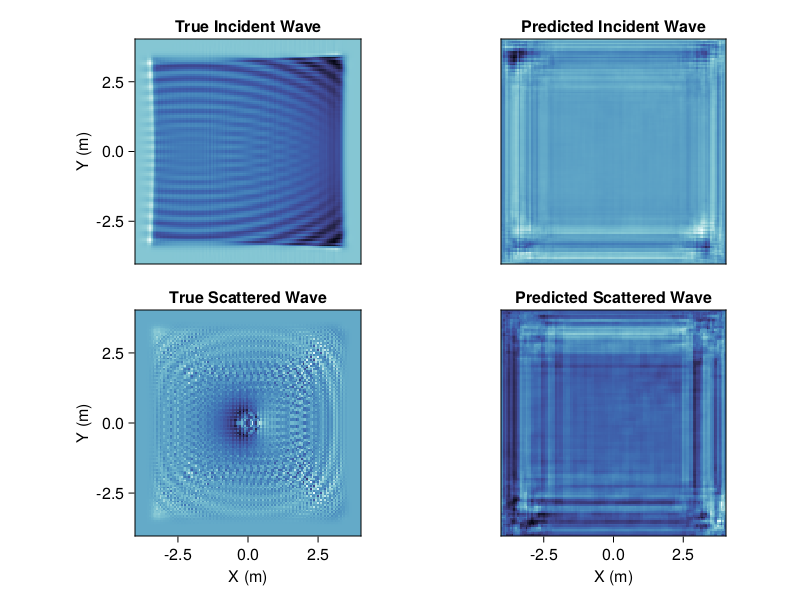 True Incident Wave
Predicted Incident Wave
Y (m)
2.5
0.0
-2.5
True Scattered Wave
Predicted Scattered Wave
Y (m)
2.5
0.0
-2.5
-2.5 0.0 2.5
-2.5 0.0 2.5
X (m)
X (m)